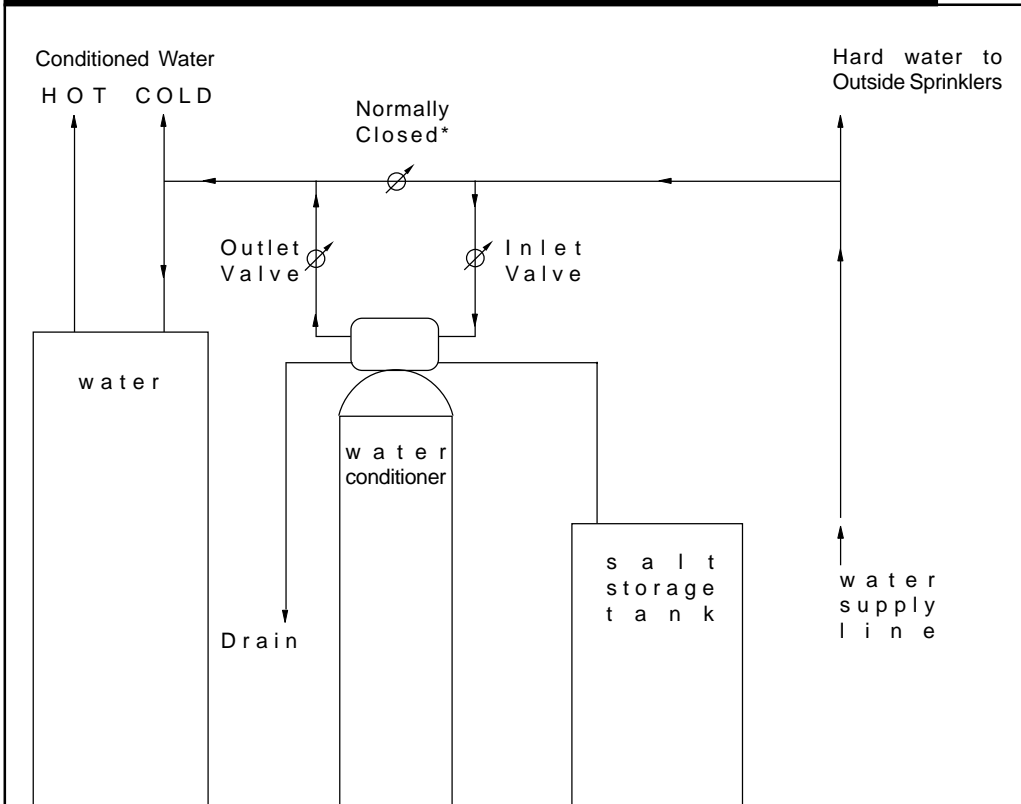 Conditioned Water
HOT COLD
Hard water to
Outside Sprinklers
Normally
Closed*
Outlet
Valve
Inlet
Valve
water
water
conditioner
salt
storage
tank
water
supply
line
Drain